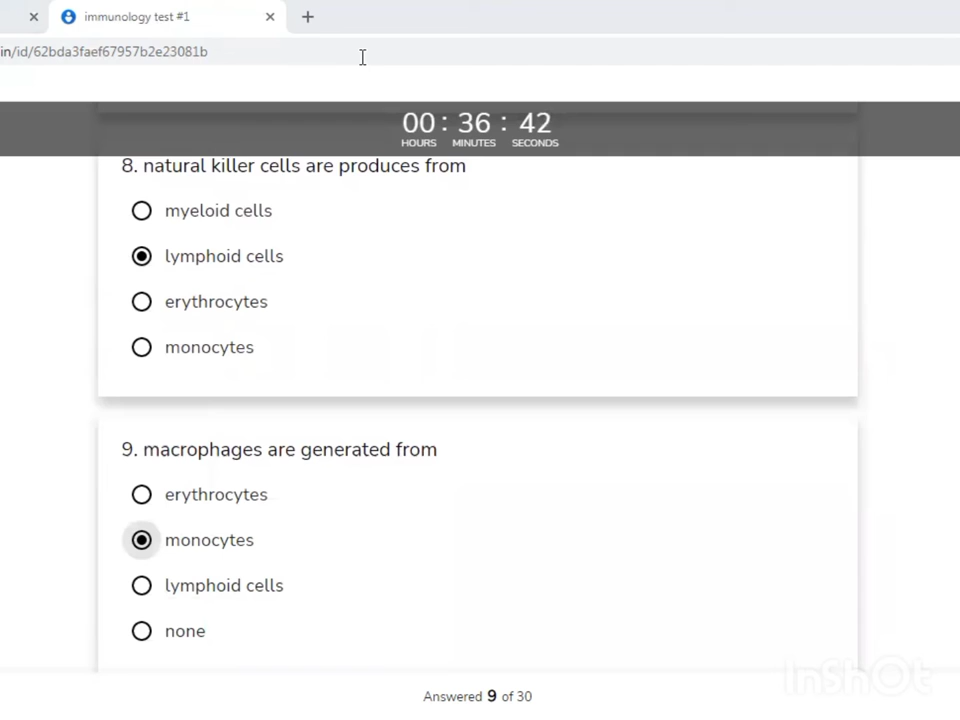 immunology test #1
in/id/62bda3faef67957b2e23081b
00 : 36 : 42
HOURS MINUTES SECONDS
8. natural killer cells are produces from
myeloid cells
lymphoid cells
erythrocytes
monocytes
9. macrophages are generated from
erythrocytes
monocytes
lymphoid cells
none
InShOt
Answered 9 of 30